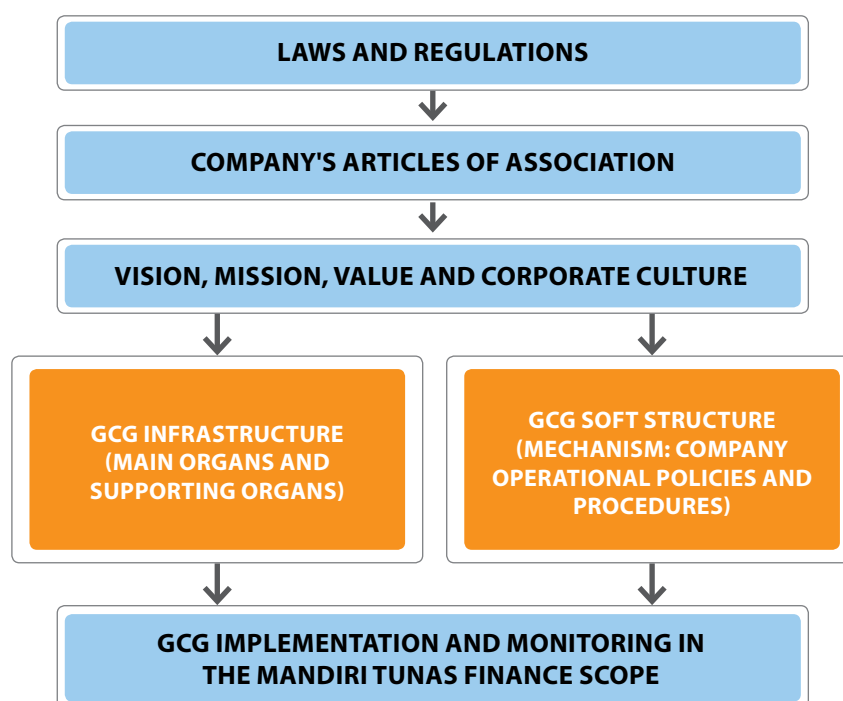 LAWS AND REGULATIONS
COMPANY'S ARTICLES OF ASSOCIATION
VISION, MISSION, VALUE AND CORPORATE CULTURE
GCG INFRASTRUCTURE
(MAIN ORGANS AND
SUPPORTING ORGANS)
GCG SOFT STRUCTURE
(MECHANISM: COMPANY
OPERATIONAL POLICIES AND
PROCEDURES)
GCG IMPLEMENTATION AND MONITORING IN
THE MANDIRI TUNAS FINANCE SCOPE